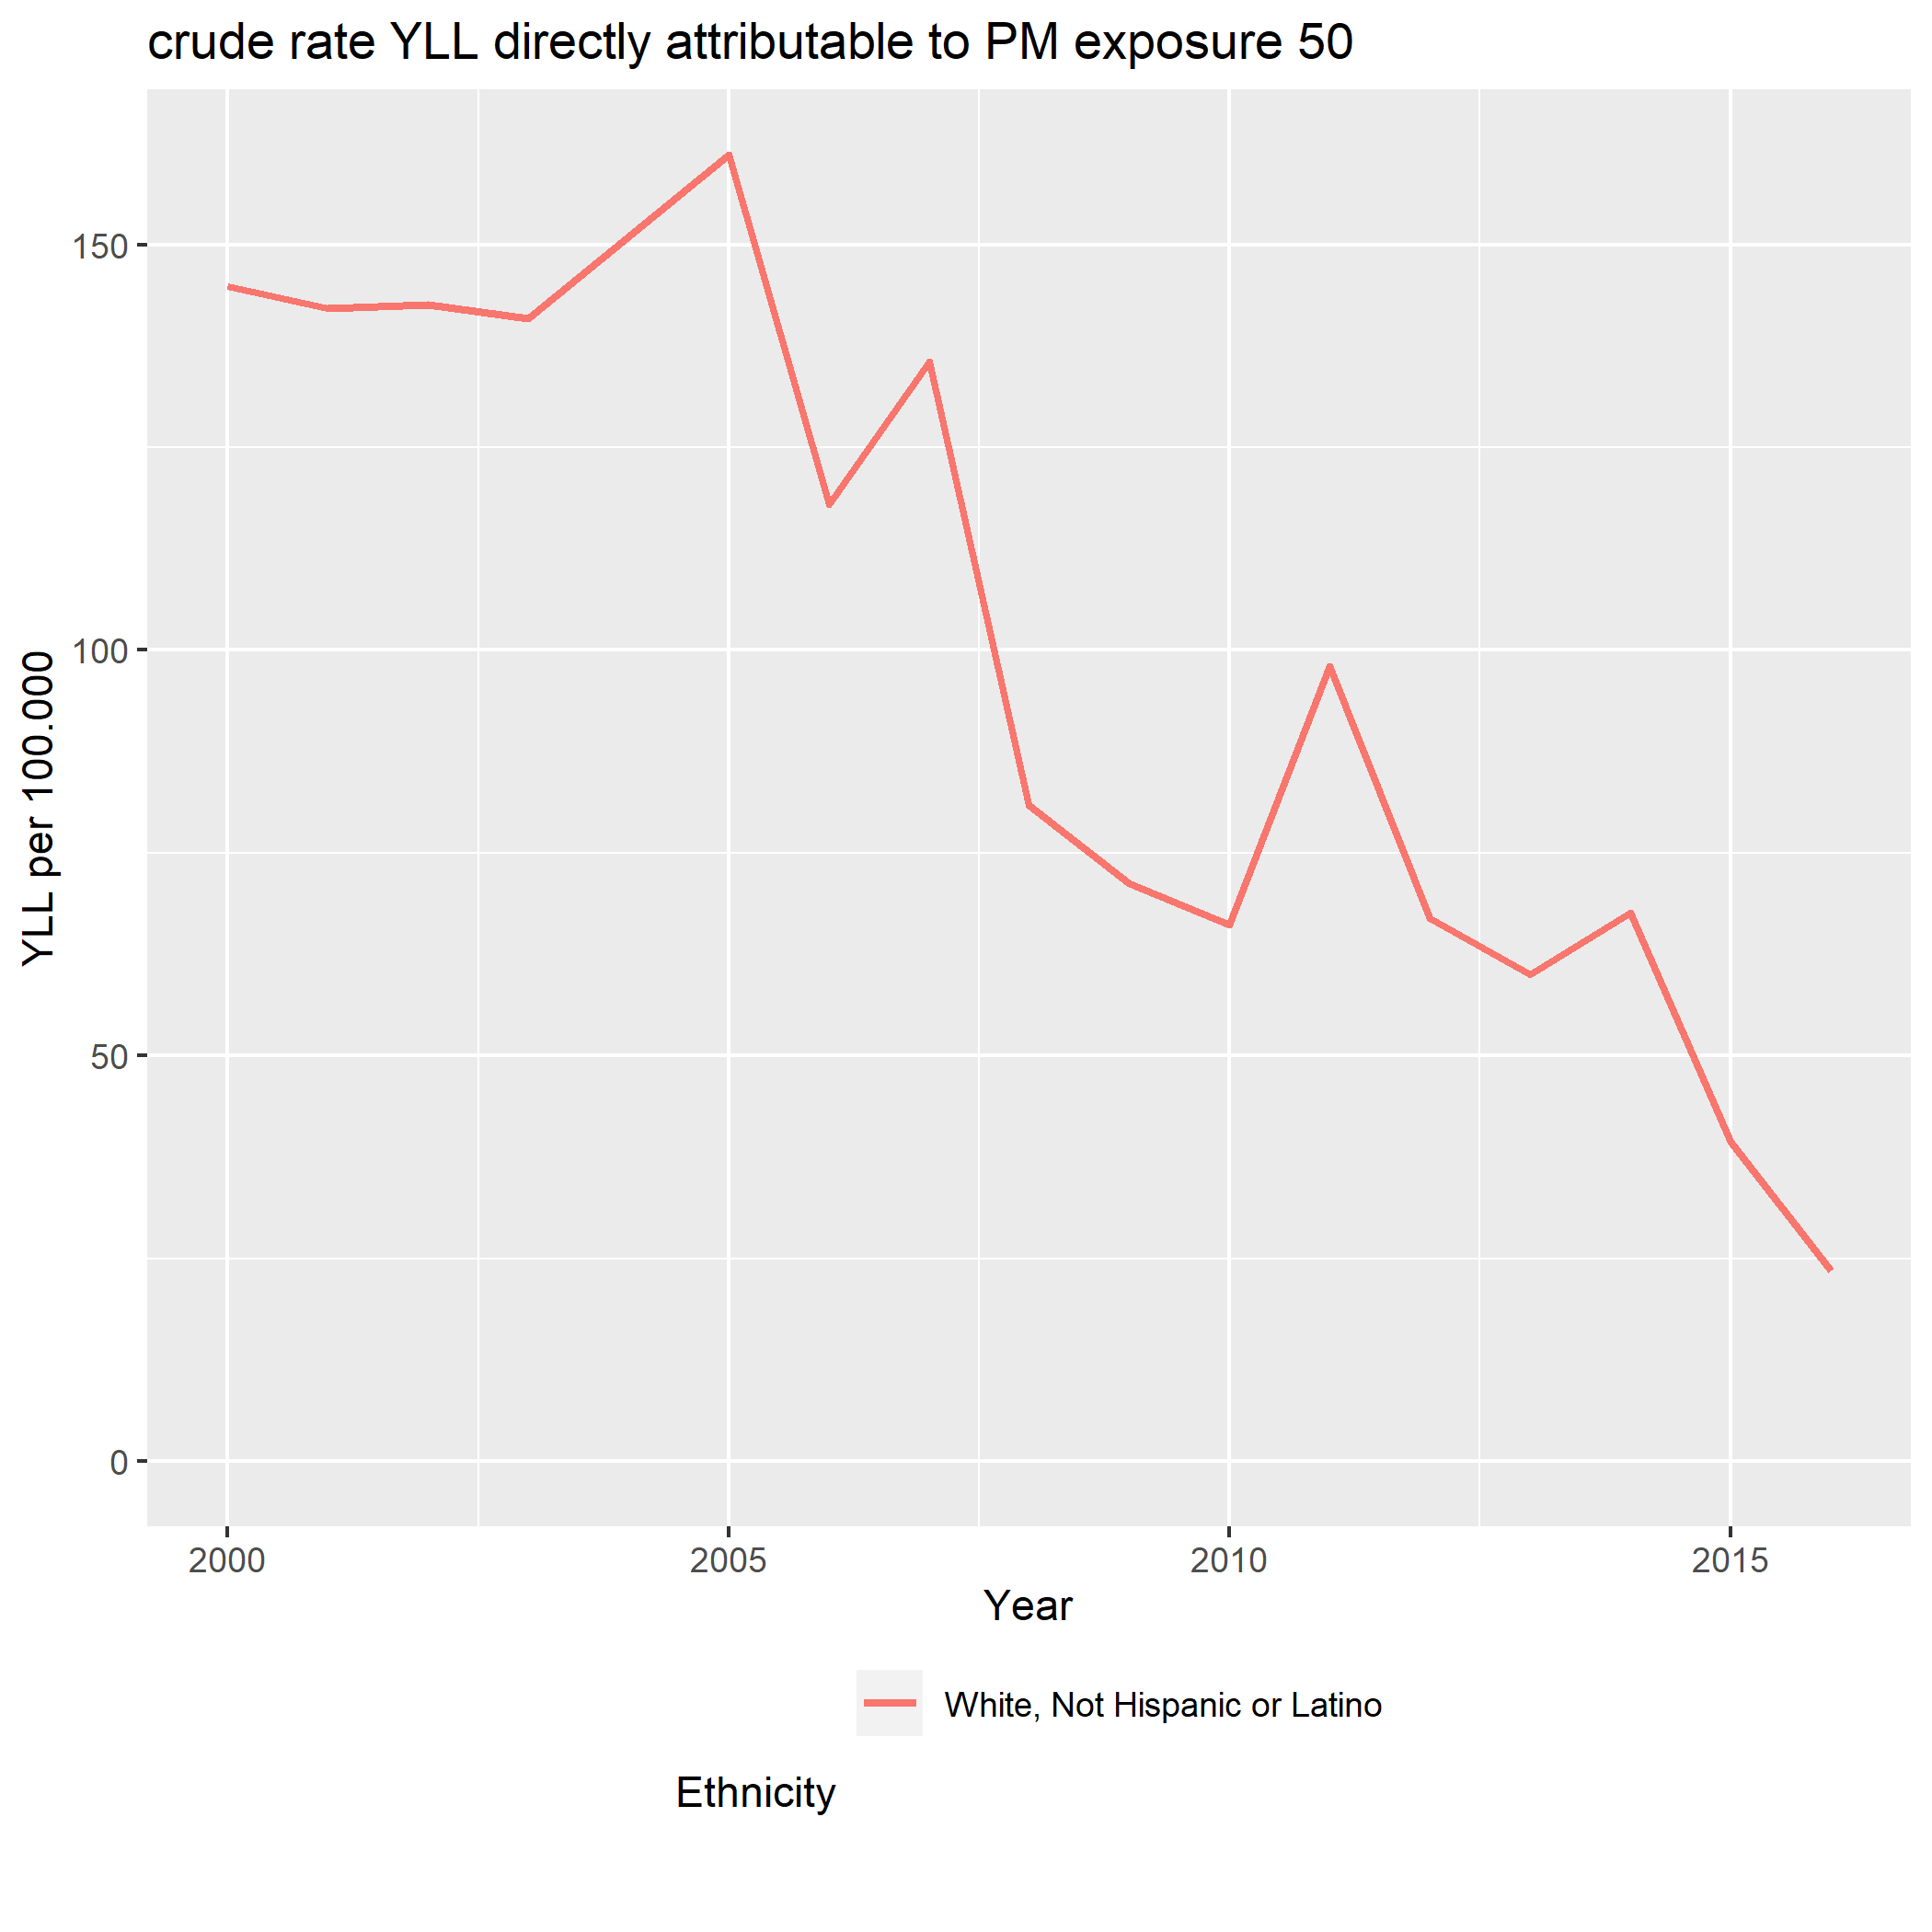 crude rate YLL directly attributable to PM exposure 50
YLL per 100.000
150
100
50
0
2000 2005 2010 2015
Year
White, Not Hispanic or Latino
Ethnicity